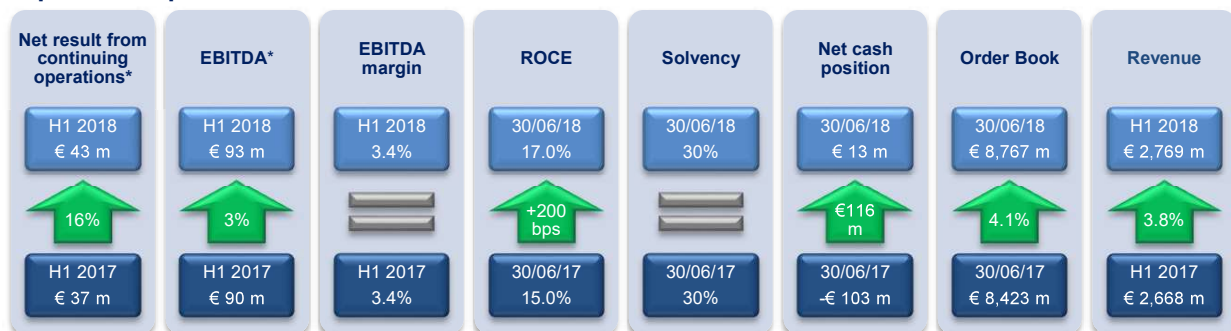 Net result from
continuing
operations*
H1 2018
€ 43 m
16%
H1 2017
€ 37 m
EBITDA*
H1 2018
€ 93 m
3%
H1 2017
€ 90 m
EBITDA
margin
H1 2018
3.4%
H1 2017
3.4%
ROCE
30/06/18
17.0%
+200
bps
30/06/17
15.0%
Solvency
30/06/18
30%
30/06/17
30%
Net cash
position
30/06/18
€ 13 m
€116
m
30/06/17
-€ 103 m
Order Book
30/06/18
€ 8,767 m
4.1%
30/06/17
€ 8,423 m
Revenue
H1 2018
€ 2,769 m
3.8%
H1 2017
€ 2,668 m